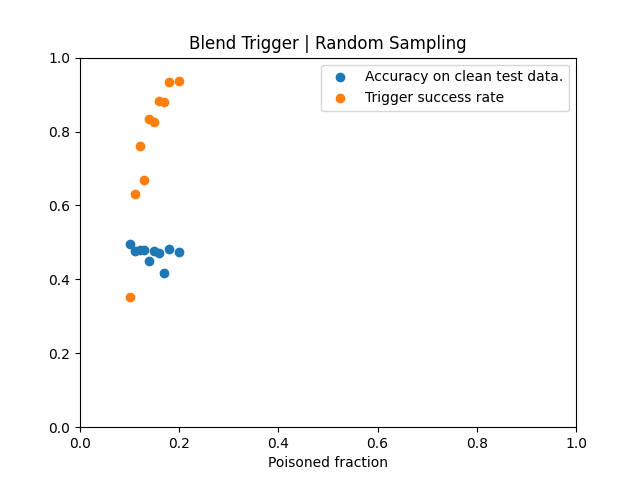 Blend Trigger | Random Sampling
1.0
0.8
0.6
0.4
0.2
0.0
Accuracy on clean test data.
Trigger success rate
0.0 0.2 0.4 0.6 0.8 1.0
Poisoned fraction